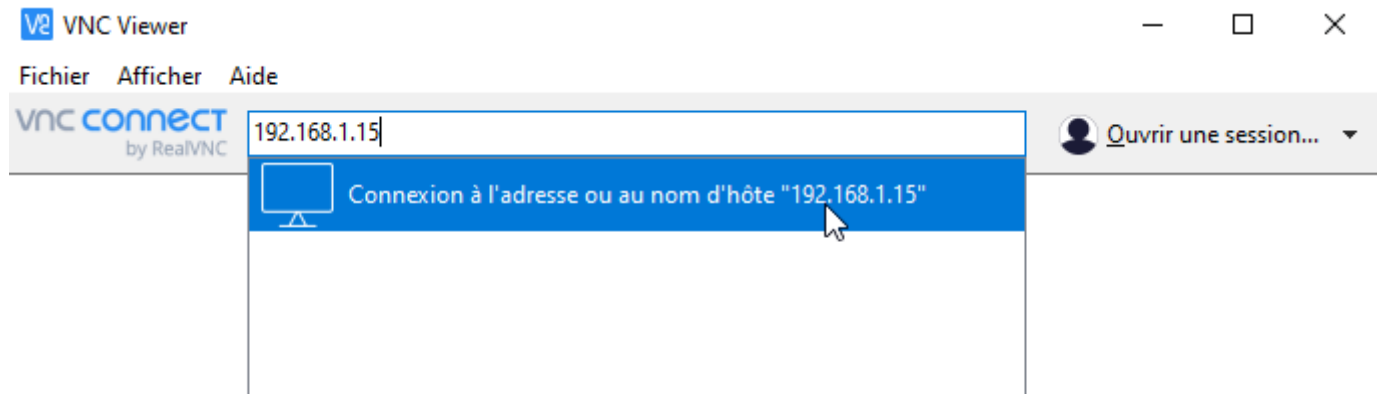 VNC Viewer
Fichier Afficher Aide
vnc connect
by RealVNC
192.168.1.15
Ouvrir une session...
Connexion à l'adresse ou au nom d'hôte "192.168.1.15"